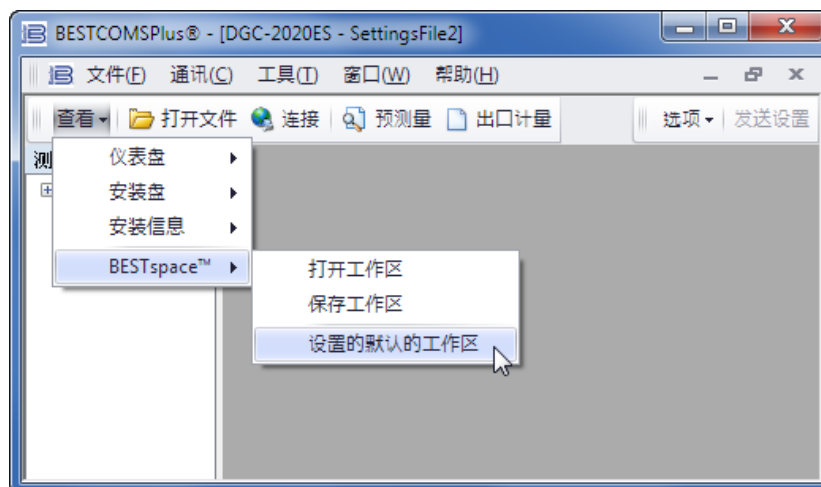 BESTCOMSPlus® - [DGC-2020ES - SettingsFile2]
文件(F) 通讯(C) 工具(T) 窗口(W) 帮助(H)
查看 打开文件 连接 预测量 出口计量 选项 发送设置
测
仪表盘
安装盘
安装信息
BESTspace™
打开工作区
保存工作区
设置的默认的工作区